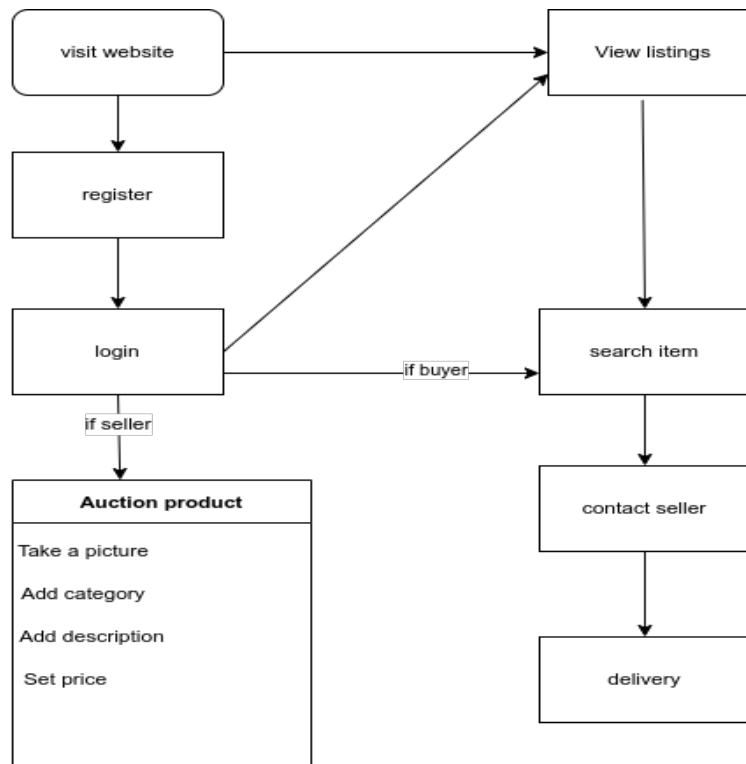 visit website
View listings
register
login
if buyer
search item
if seller
Auction product
contact seller
Take a picture
Add category
Add description
Set price
delivery